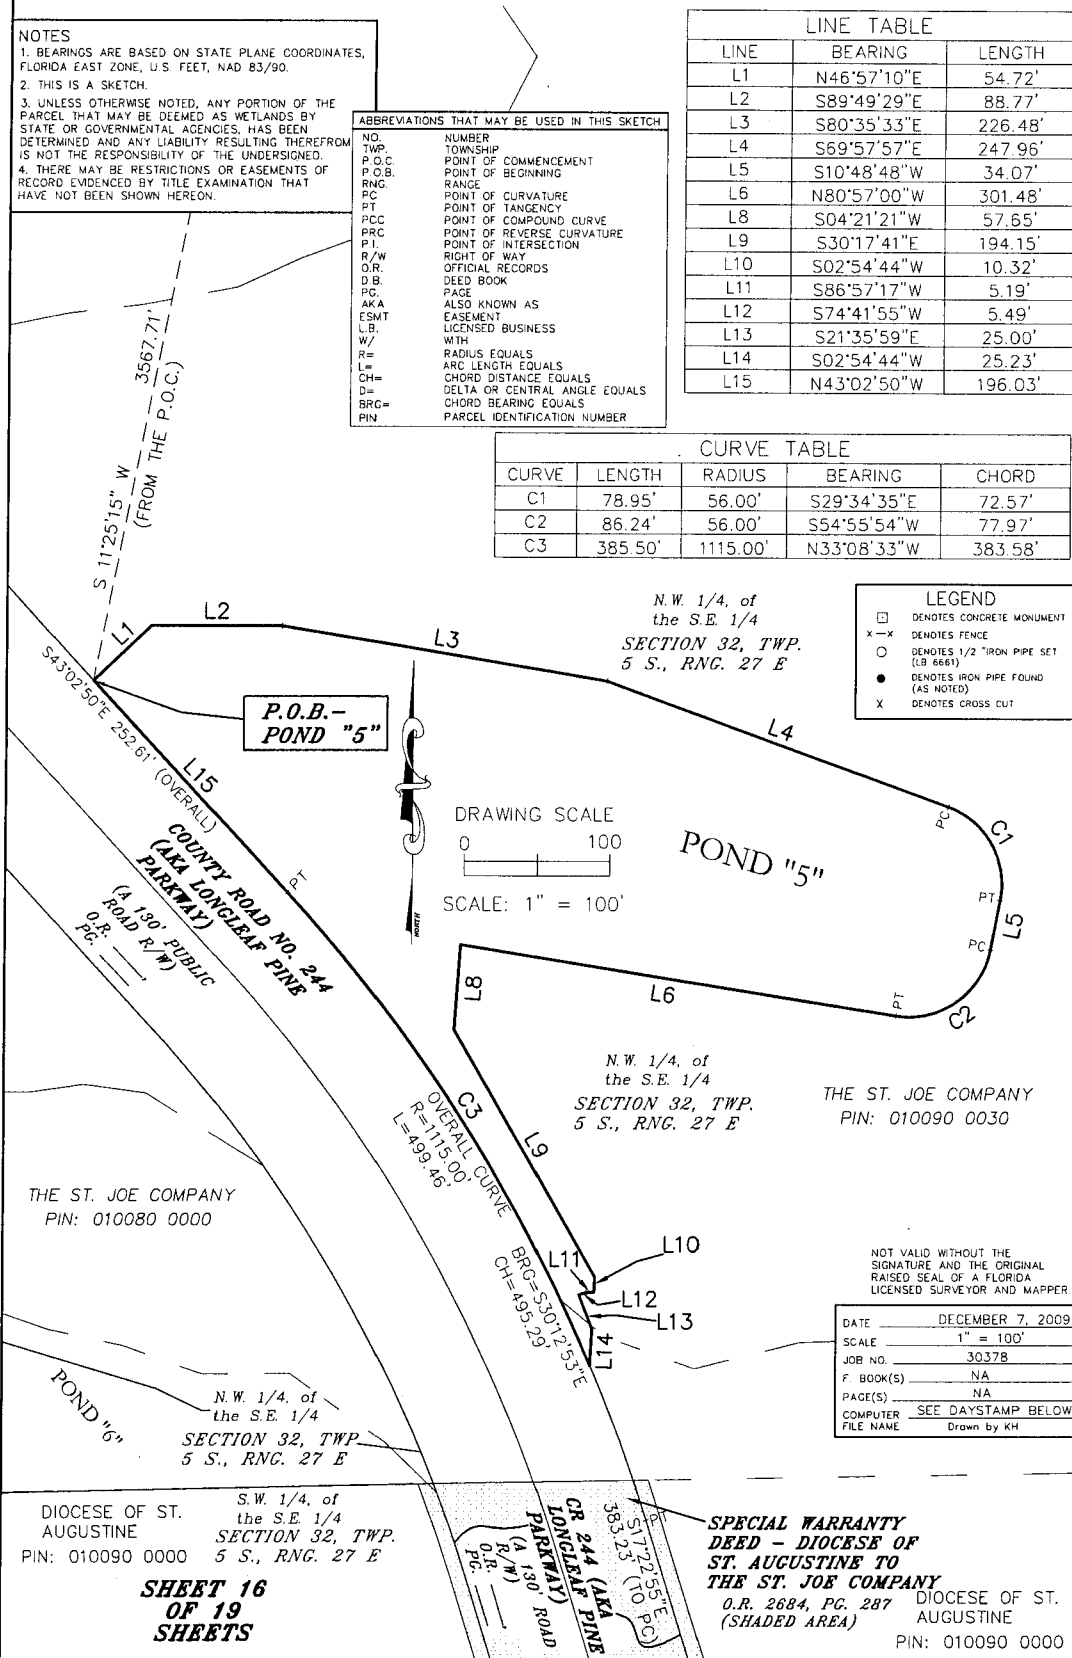 NOTES
1. BEARINGS ARE BASED ON STATE PLANE COORDINATES,
FLORIDA EAST ZONE, U.S. FEET, NAD 83/90.
2. THIS IS A SKETCH.
3. UNLESS OTHERWISE NOTED, ANY PORTION OF THE
PARCEL THAT MAY BE DEEMED AS WETLANDS BY
STATE OR GOVERNMENTAL AGENCIES, HAS BEEN
DETERMINED AND ANY LIABILITY RESULTING THEREFROM
IS NOT THE RESPONSIBILITY OF THE UNDERSIGNED.
4. THERE MAY BE RESTRICTIONS OR EASEMENTS OF
RECORD EVIDENCED BY TITLE EXAMINATION THAT
HAVE NOT BEEN SHOWN HEREON.
ABBREVIATIONS THAT MAY BE USED IN THIS SKETCH
NO. NUMBER
TWP. TOWNSHIP
P.O.C. POINT OF COMMENCEMENT
P.O.B. POINT OF BEGINNING
RNG. RANGE
PC POINT OF CURVATURE
PT POINT OF TANGENCY
PCC POINT OF COMPOUND CURVE
PRC POINT OF REVERSE CURVATURE
P.I. POINT OF INTERSECTION
R/W RIGHT OF WAY
O.R. OFFICIAL RECORDS
D.B. DEED BOOK
PG. PAGE
AKA ALSO KNOWN AS
ESMT EASEMENT
L.B. LICENSED BUSINESS
W/ WITH
R= RADIUS EQUALS
L= ARC LENGTH EQUALS
CH= CHORD DISTANCE EQUALS
D= DELTA OR CENTRAL ANGLE EQUALS
BRG= CHORD BEARING EQUALS
PIN PARCEL IDENTIFICATION NUMBER
LINE TABLE
LINE BEARING LENGTH
L1 N46°57'10"E 54.72'
L2 S89°49'29"E 88.77'
L3 S80°35'33"E 226.48'
L4 S69°57'57"E 247.96'
L5 S10°48'48"W 34.07'
L6 N80°57'00"W 301.48'
L8 S04°21'21"W 57.65'
L9 S30°17'41"E 194.15'
L10 S02°54'44"W 10.32'
L11 S86°57'17"W 5.19'
L12 S74°41'55"W 5.49'
L13 S21°35'59"E 25.00'
L14 S02°54'44"W 25.23'
L15 N43°02'50"W 196.03'
CURVE TABLE
CURVE LENGTH RADIUS BEARING CHORD
C1 78.95' 56.00' S29°34'35"E 72.57'
C2 86.24' 56.00' S54°55'54"W 77.97'
C3 385.50' 1115.00' N33°08'33"W 383.58'
S 11°25'15" W 3567.71'
(FROM THE P.O.C.)
LEGEND
DENOTES CONCRETE MONUMENT
x—x DENOTES FENCE
DENOTES 1/2 "IRON PIPE SET
(LB 6661)
DENOTES IRON PIPE FOUND
(AS NOTED)
X DENOTES CROSS CUT
N.W. 1/4, of
the S.E. 1/4
SECTION 32, TWP.
5 S., RNG. 27 E
L1
L2
L3
L4
P.O.B.-
POND "5"
S43°02'50"E 252.61' (OVERALL)
L15
DRAWING SCALE
0 100
SCALE: 1" = 100'
NORTH
POND "5"
PC
C1
PT
L5
PC
C2
PT
L6
L8
PT
COUNTY ROAD NO. 244
(AKA LONGLEAF PINE
PARKWAY)
(A 130' PUBLIC
ROAD R/W)
O.R. ____,
PG. ____
C3
OVERALL CURVE
R=1115.00'
L=499.46'
BRG=S30°12'53"E
CH=495.29'
L9
N.W. 1/4, of
the S.E. 1/4
SECTION 32, TWP.
5 S., RNG. 27 E
THE ST. JOE COMPANY
PIN: 010090 0030
THE ST. JOE COMPANY
PIN: 010080 0000
L11
L10
L12
L13
L14
NOT VALID WITHOUT THE
SIGNATURE AND THE ORIGINAL
RAISED SEAL OF A FLORIDA
LICENSED SURVEYOR AND MAPPER.
DATE DECEMBER 7, 2009
SCALE 1" = 100'
JOB NO. 30378
F. BOOK(S) NA
PAGE(S) NA
COMPUTER SEE DAYSTAMP BELOW
FILE NAME Drawn by KH
POND "6"
N.W. 1/4, of
the S.E. 1/4
SECTION 32, TWP.
5 S., RNG. 27 E
DIOCESE OF ST.
AUGUSTINE
PIN: 010090 0000
S.W. 1/4, of
the S.E. 1/4
SECTION 32, TWP.
5 S., RNG. 27 E
SHEET 16
OF 19
SHEETS
CR 244 (AKA
LONGLEAF PINE
PARKWAY)
(A 130' ROAD
R/W)
O.R. ____,
PG. ____
S17°22'55"E
383.23' (TO PC)
SPECIAL WARRANTY
DEED - DIOCESE OF
ST. AUGUSTINE TO
THE ST. JOE COMPANY
O.R. 2684, PG. 287
(SHADED AREA)
DIOCESE OF ST.
AUGUSTINE
PIN: 010090 0000